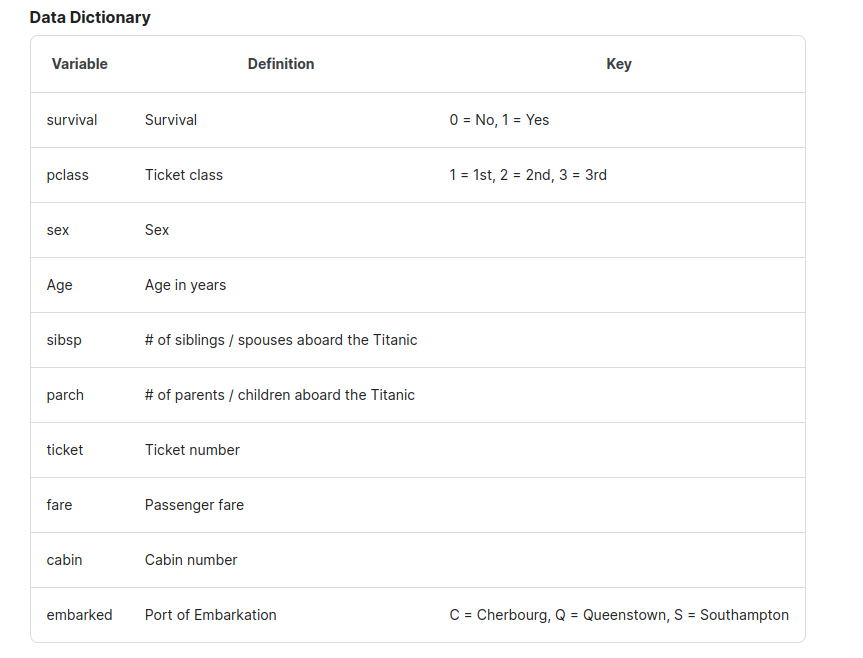 Data Dictionary
Variable Definition Key
survival Survival 0 = No, 1 = Yes
pclass Ticket class 1 = 1st, 2 = 2nd, 3 = 3rd
sex Sex
Age Age in years
sibsp # of siblings / spouses aboard the Titanic
parch # of parents / children aboard the Titanic
ticket Ticket number
fare Passenger fare
cabin Cabin number
embarked Port of Embarkation C = Cherbourg, Q = Queenstown, S = Southampton